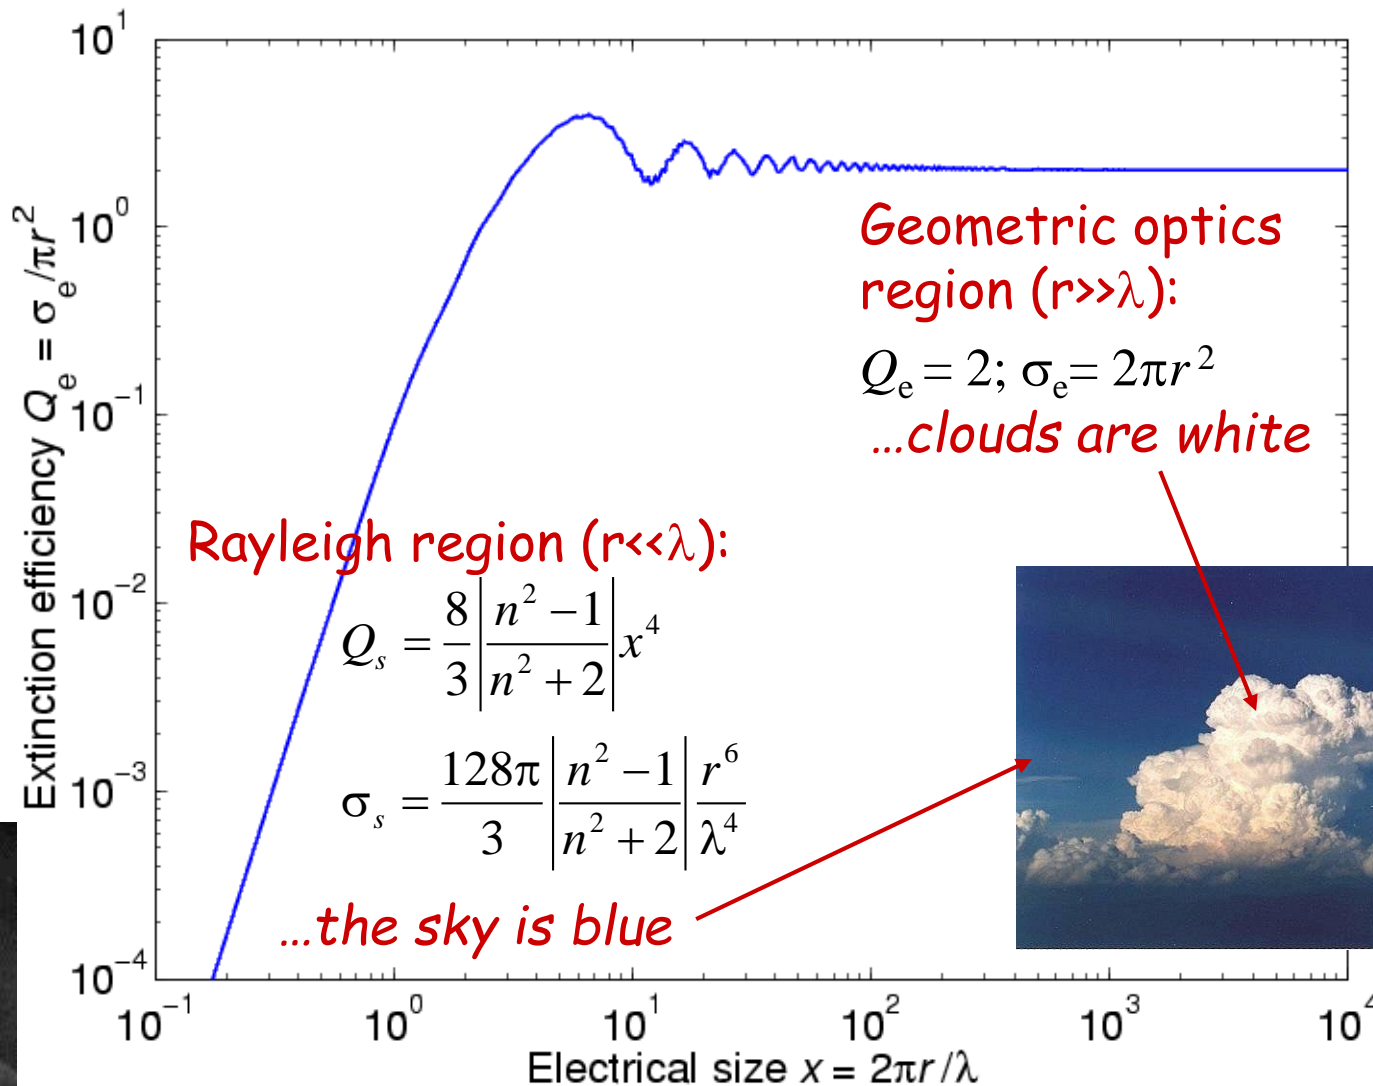 10^1
10^0
10^−1
10^−2
10^−3
10^−4
Extinction efficiency Q_e = σ_e/πr^2
Geometric optics
region (r>>λ):
Q_e = 2; σ_e= 2πr^2
...clouds are white
Rayleigh region (r<<λ):
Q_s = 8/3 |n^2 − 1 / n^2 + 2| x^4
σ_s = 128π/3 |n^2 − 1 / n^2 + 2| r^6/λ^4
...the sky is blue
10^−1 10^0 10^1 10^2 10^3 10^4
Electrical size x = 2πr/λ